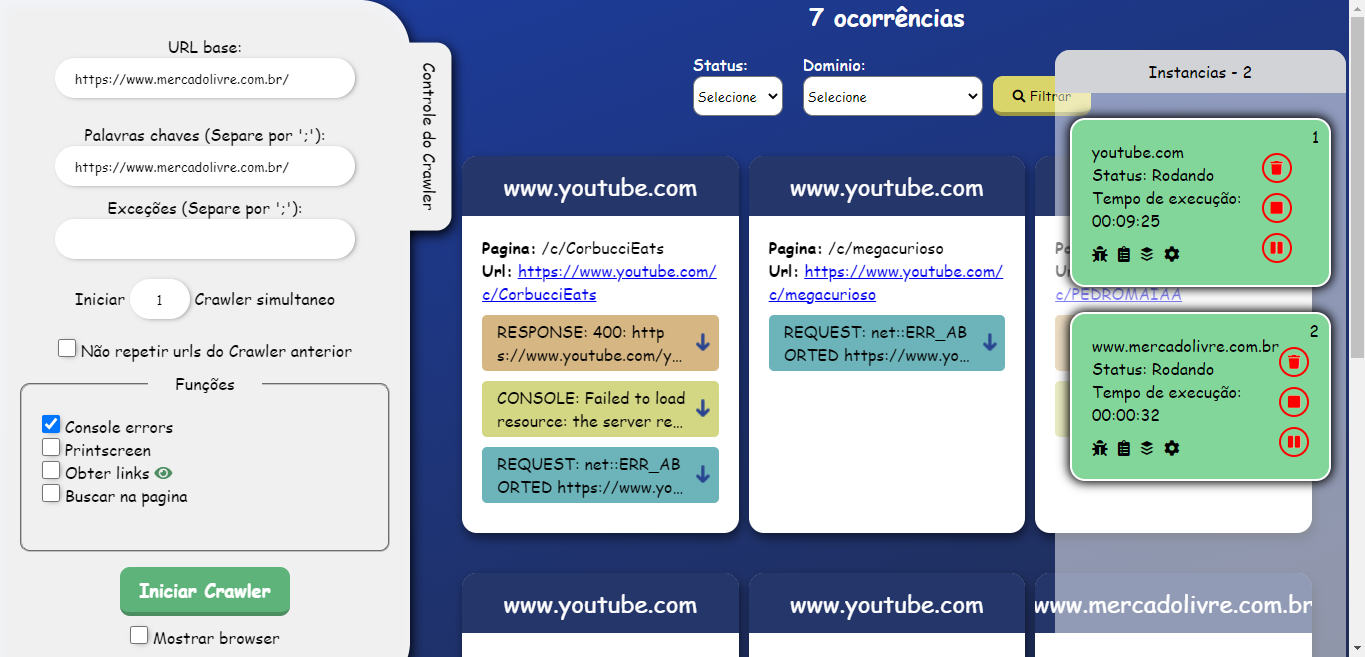 URL base:
https://www.mercadolivre.com.br/
Palavras chaves (Separe por ';'):
https://www.mercadolivre.com.br/
Exceções (Separe por ';'):
Iniciar 1 Crawler simultaneo
Não repetir urls do Crawler anterior
Funções
Console errors
Printscreen
Obter links
Buscar na pagina
Iniciar Crawler
Mostrar browser
Controle do Crawler
7 ocorrências
Status:
Selecione
Dominio:
Selecione
Filtrar
www.youtube.com
Pagina: /c/CorbucciEats
Url: https://www.youtube.com/
c/CorbucciEats
RESPONSE: 400: http
s://www.youtube.com/y...
CONSOLE: Failed to load
resource: the server re...
REQUEST: net::ERR_AB
ORTED https://www.yo...
www.youtube.com
Pagina: /c/megacurioso
Url: https://www.youtube.com/
c/megacurioso
REQUEST: net::ERR_AB
ORTED https://www.yo...
c/PEDROMAIAA
www.youtube.com
www.youtube.com
www.mercadolivre.com.br
Instancias - 2
1
youtube.com
Status: Rodando
Tempo de execução:
00:09:25
2
www.mercadolivre.com.br
Status: Rodando
Tempo de execução:
00:00:32